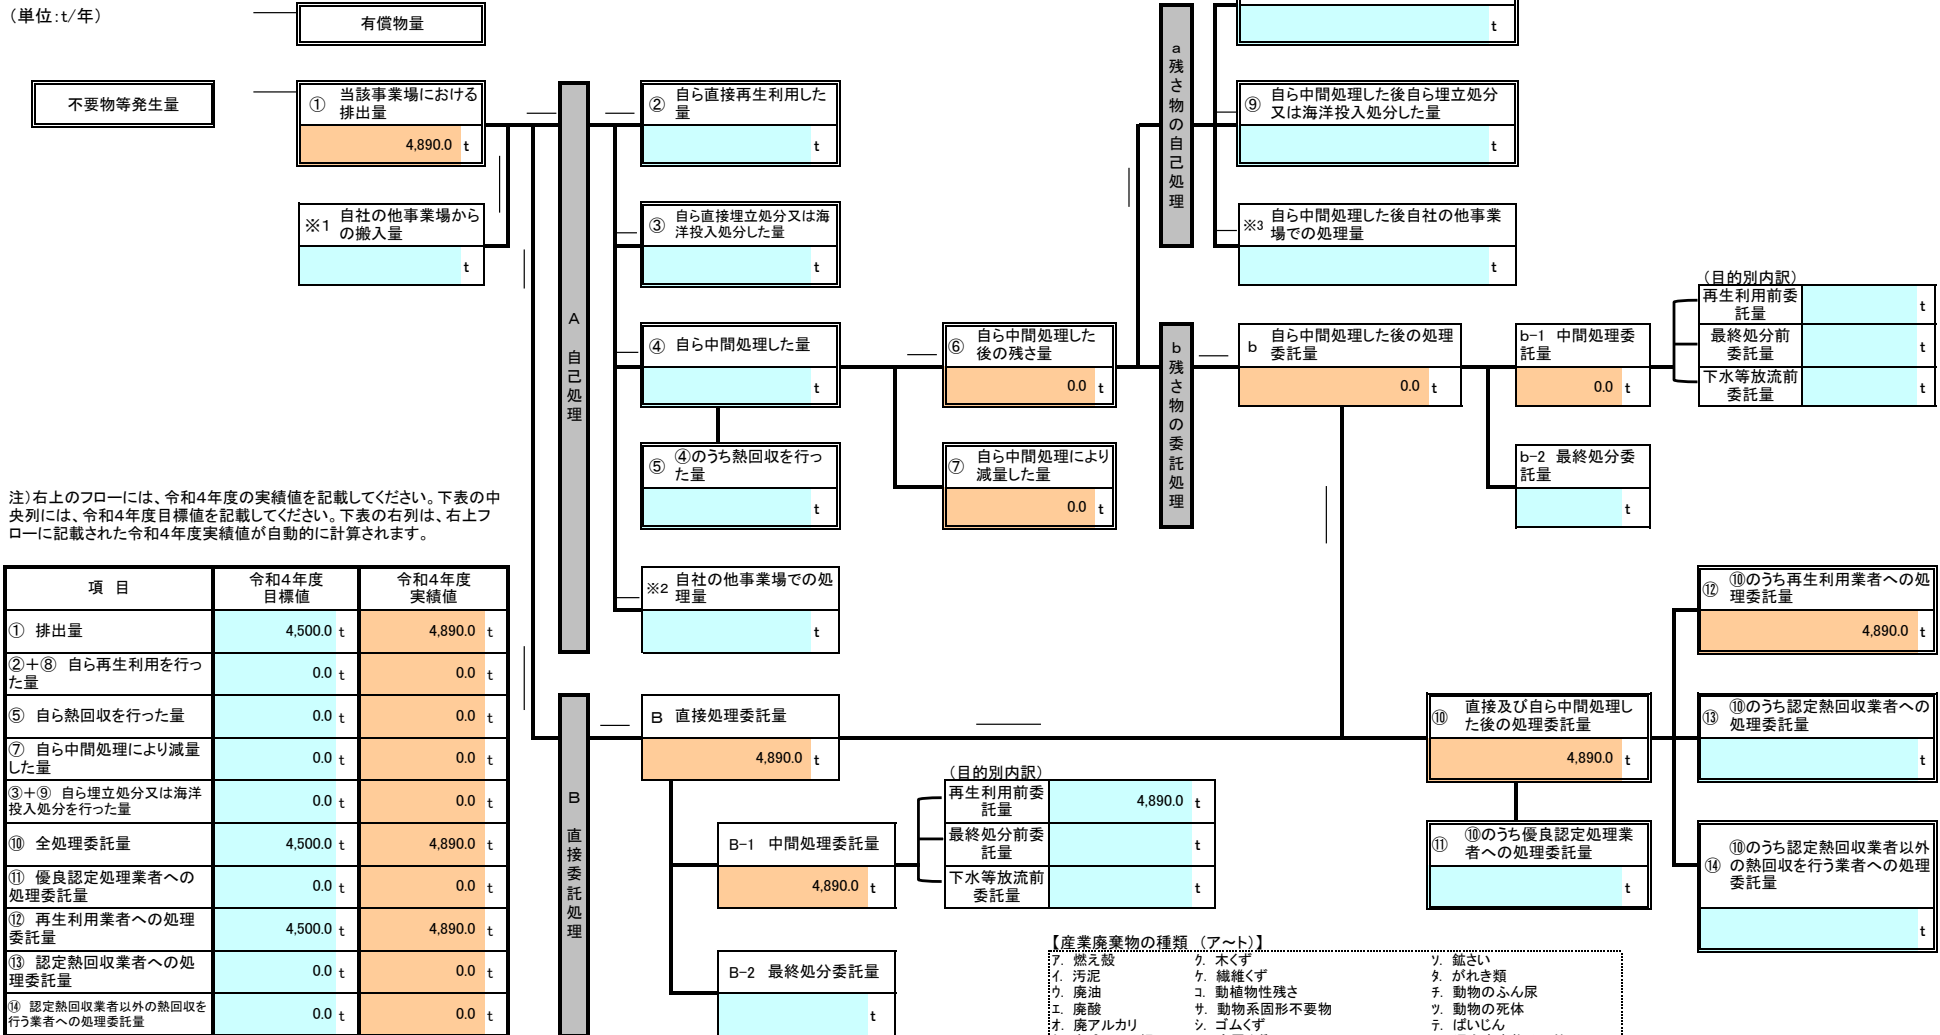 (単位:t/年)
有償物量
t
不要物等発生量
① 当該事業場における
排出量
4,890.0 t
※1 自社の他事業場から
の搬入量
t
A 自己処理
② 自ら直接再生利用した
量
t
③ 自ら直接埋立処分又は海
洋投入処分した量
t
④ 自ら中間処理した量
t
⑤ ④のうち熱回収を行っ
た量
t
※2 自社の他事業場での処
理量
t
⑥ 自ら中間処理した
後の残さ量
0.0 t
⑦ 自ら中間処理により
減量した量
0.0 t
a残さ物の自己処理
⑨ 自ら中間処理した後自ら埋立処分
又は海洋投入処分した量
t
※3 自ら中間処理した後自社の他事業
場での処理量
t
b残さ物の委託処理
b 自ら中間処理した後の処理
委託量
0.0 t
b-1 中間処理委
託量
0.0 t
b-2 最終処分委
託量
t
(目的別内訳)
再生利用前委
託量
t
最終処分前
委託量
t
下水等放流前
委託量
t
注)右上のフローには、令和4年度の実績値を記載してください。下表の中
央列には、令和4年度目標値を記載してください。下表の右列は、右上フ
ローに記載された令和4年度実績値が自動的に計算されます。
項 目 令和4年度
目標値 令和4年度
実績値
① 排出量 4,500.0 t 4,890.0 t
②+⑧ 自ら再生利用を行っ
た量 0.0 t 0.0 t
⑤ 自ら熱回収を行った量 0.0 t 0.0 t
⑦ 自ら中間処理により減量
した量 0.0 t 0.0 t
③+⑨ 自ら埋立処分又は海洋
投入処分を行った量 0.0 t 0.0 t
⑩ 全処理委託量 4,500.0 t 4,890.0 t
⑪ 優良認定処理業者への
処理委託量 0.0 t 0.0 t
⑫ 再生利用業者への処理
委託量 4,500.0 t 4,890.0 t
⑬ 認定熱回収業者への処
理委託量 0.0 t 0.0 t
⑭ 認定熱回収業者以外の熱回収を
行う業者への処理委託量 0.0 t 0.0 t
B 直接委託処理
B 直接処理委託量
4,890.0 t
B-1 中間処理委託量
4,890.0 t
B-2 最終処分委託量
t
(目的別内訳)
再生利用前委
託量
4,890.0 t
最終処分前委
託量
t
下水等放流前
委託量
t
⑩ 直接及び自ら中間処理し
た後の処理委託量
4,890.0 t
⑪ ⑩のうち優良認定処理業
者への処理委託量
t
⑫ ⑩のうち再生利用業者への処
理委託量
4,890.0 t
⑬ ⑩のうち認定熱回収業者への
処理委託量
t
⑭ ⑩のうち認定熱回収業者以外
の熱回収を行う業者への処理
委託量
t
【産業廃棄物の種類 (ア~ト)】
ア. 燃え殻 ク. 木くず ソ. 鉱さい
イ. 汚泥 ケ. 繊維くず タ. がれき類
ウ. 廃油 コ. 動植物性残さ チ. 動物のふん尿
エ. 廃酸 サ. 動物系固形不要物 ツ. 動物の死体
オ. 廃アルカリ シ. ゴムくず テ. ばいじん